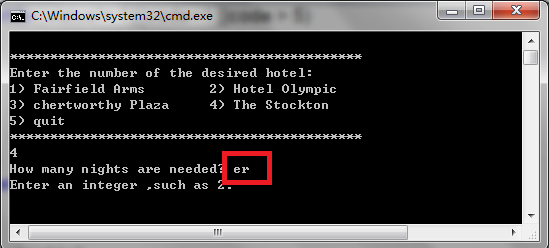 C:\Windows\system32\cmd.exe
*****************************************
Enter the number of the desired hotel:
1) Fairfield Arms 2) Hotel Olympic
3) chertworthy Plaza 4) The Stockton
5) quit
*****************************************
4
How many nights are needed? er
Enter an integer ,such as 2.